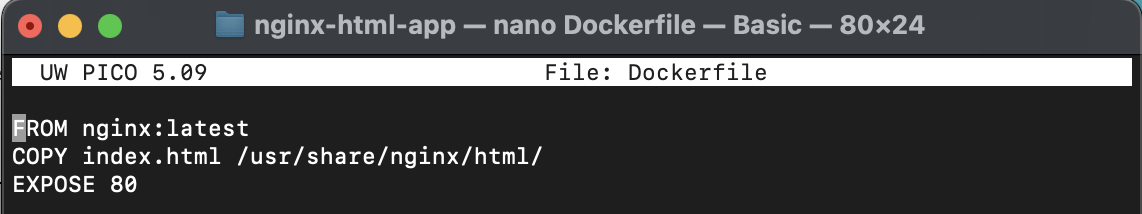 nginx-html-app — nano Dockerfile — Basic — 80×24
UW PICO 5.09 File: Dockerfile
FROM nginx:latest
COPY index.html /usr/share/nginx/html/
EXPOSE 80